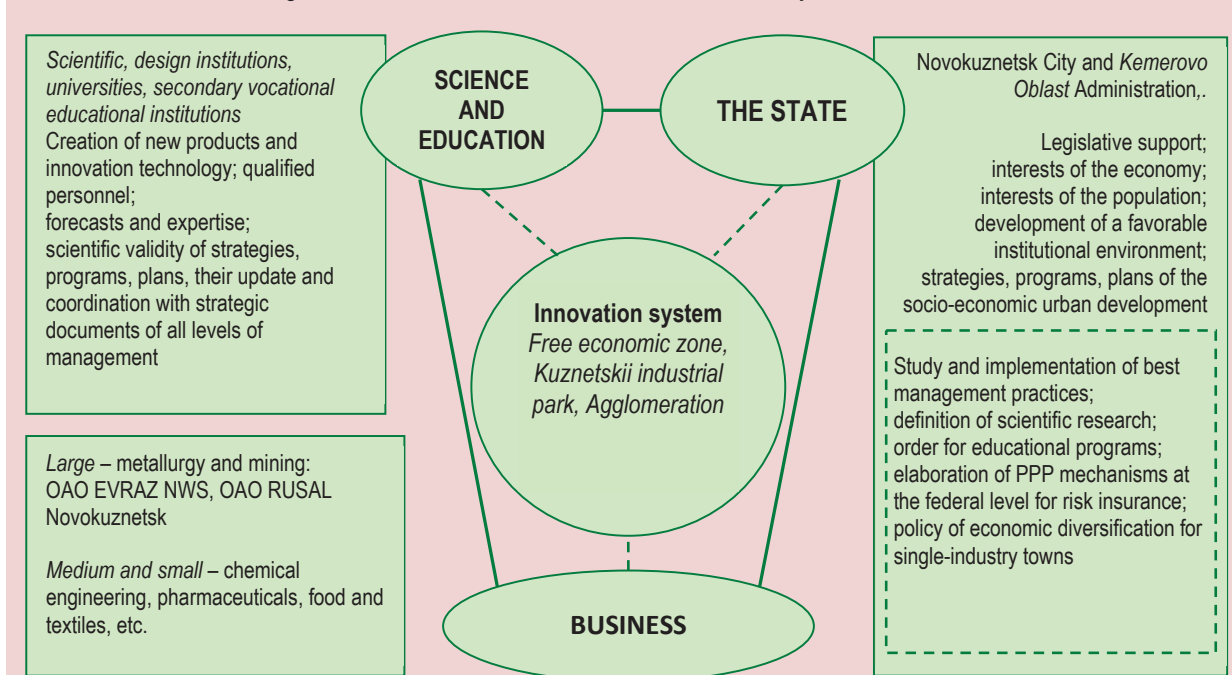 Scientific, design institutions,
universities, secondary vocational
educational institutions
Creation of new products and
innovation technology; qualified
personnel;
forecasts and expertise;
scientific validity of strategies,
programs, plans, their update and
coordination with strategic
documents of all levels of
management
SCIENCE
AND
EDUCATION
THE STATE
Novokuznetsk City and Kemerovo
Oblast Administration,.
Legislative support;
interests of the economy;
interests of the population;
development of a favorable
institutional environment;
strategies, programs, plans of the
socio-economic urban development
Study and implementation of best
management practices;
definition of scientific research;
order for educational programs;
elaboration of PPP mechanisms at
the federal level for risk insurance;
policy of economic diversification for
single-industry towns
Innovation system
Free economic zone,
Kuznetskii industrial
park, Agglomeration
Large – metallurgy and mining:
OAO EVRAZ NWS, OAO RUSAL
Novokuznetsk
Medium and small – chemical
engineering, pharmaceuticals, food and
textiles, etc.
BUSINESS